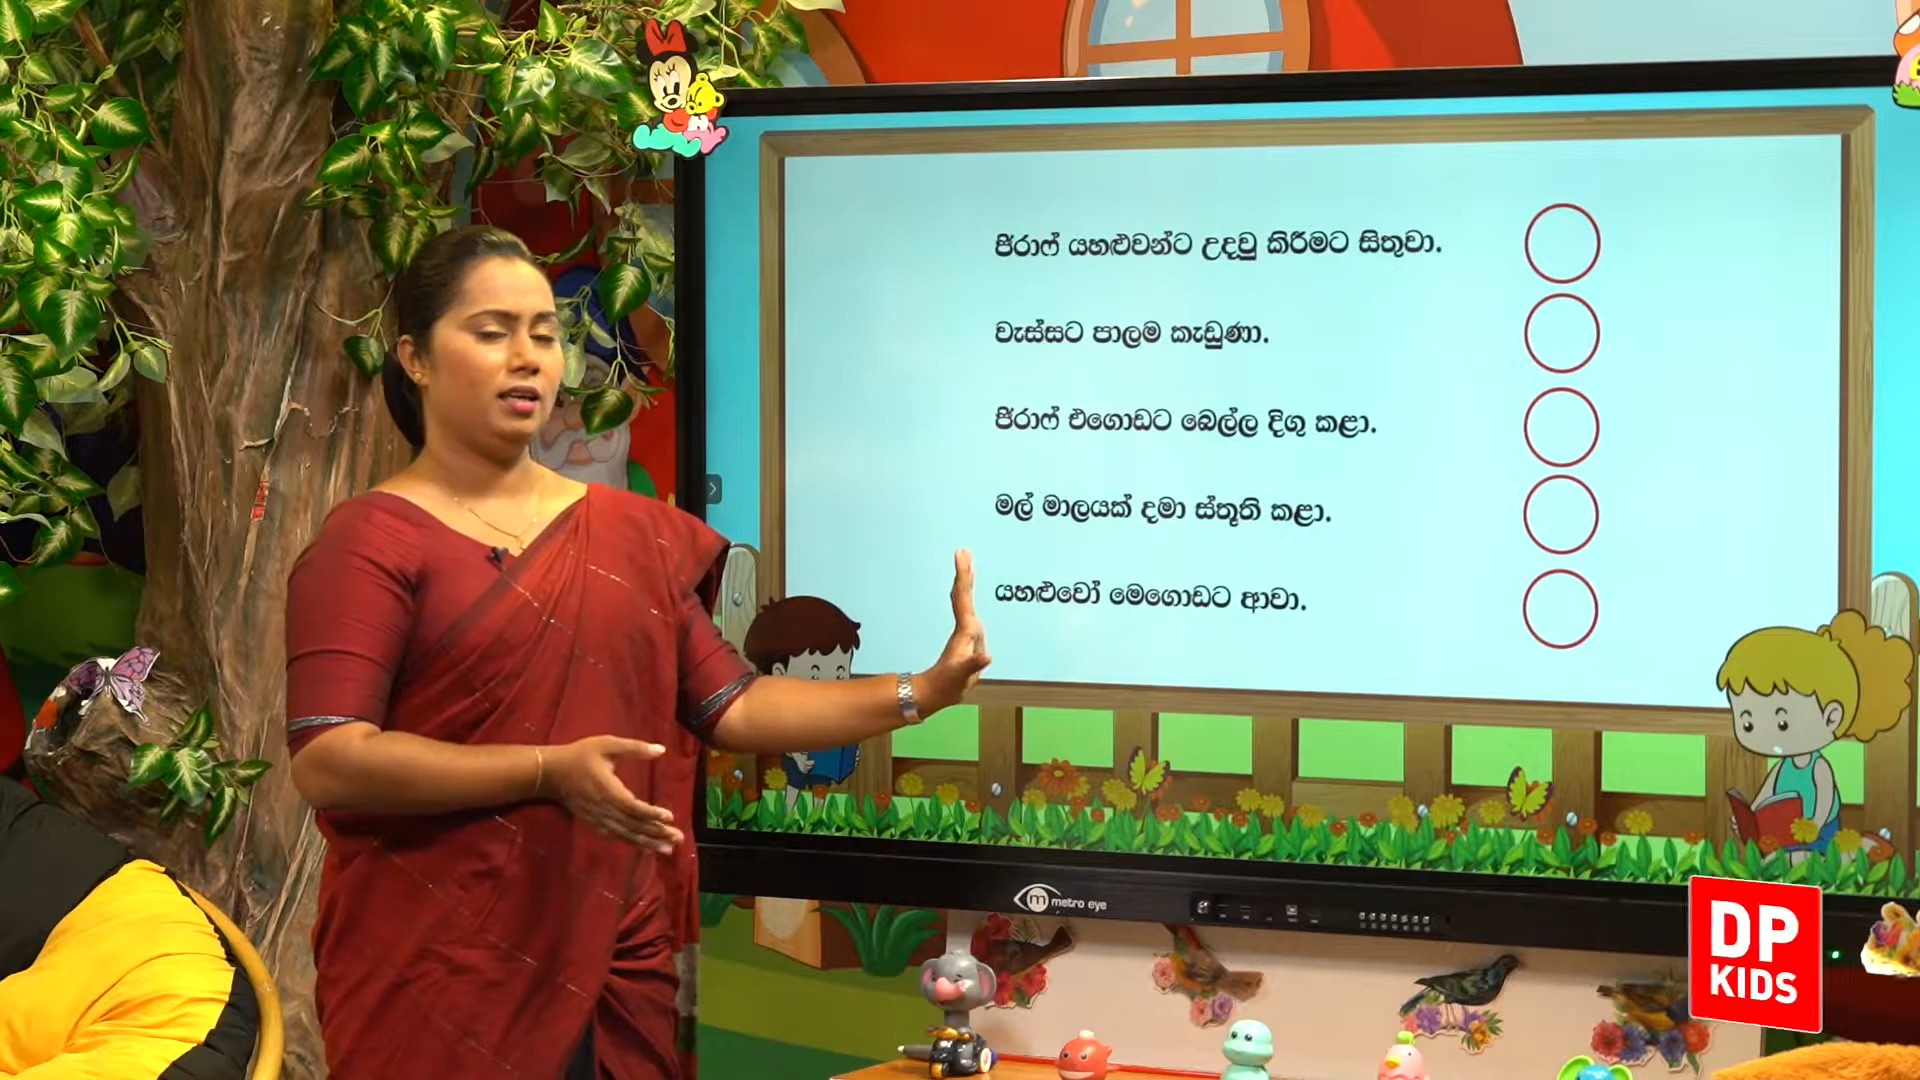 ජිරාෆ් යහළුවන්ට උදවු කිරීමට සිතුවා.
වැස්සට පාලම කැඩුණා.
ජිරාෆ් එගොඩට බෙල්ල දිගු කළා.
මල් මාලයක් දමා ස්තූති කළා.
යහළුවෝ මෙගොඩට ආවා.
metro eye
DP
KIDS